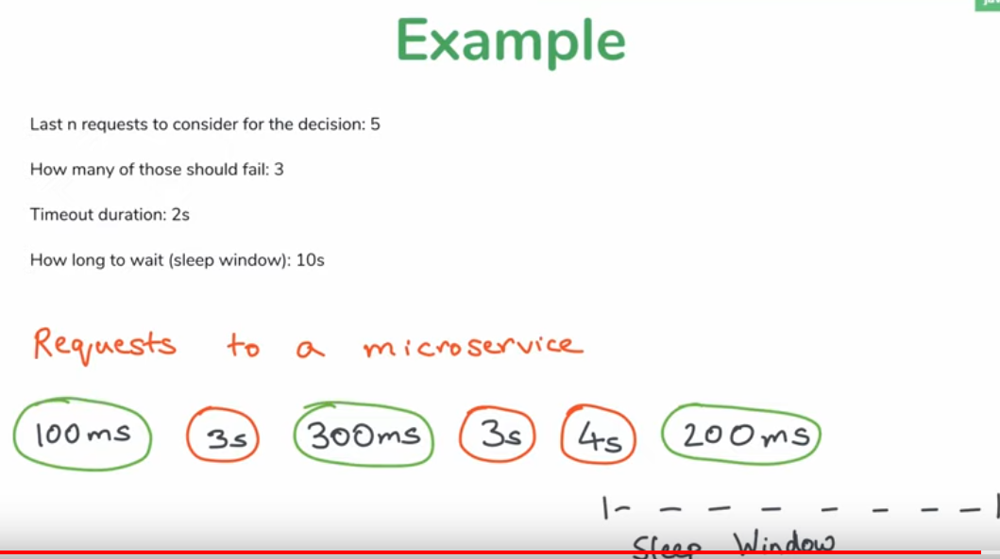 Example
Last n requests to consider for the decision: 5
How many of those should fail: 3
Timeout duration: 2s
How long to wait (sleep window): 10s
Requests to a microservice
100ms 3s 300ms 3s 4s 200ms
Sleep Window